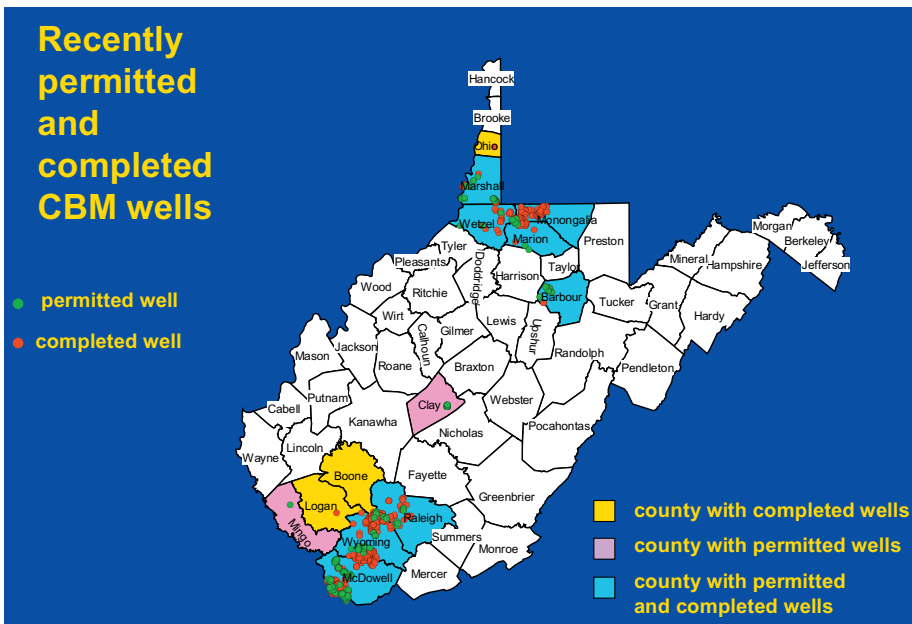 Recently
permitted
and
completed
CBM wells
permitted well
completed well
Hancock
Brooke
Ohio
Marshall
Wetzel
Monongalia
Marion
Preston
Morgan
Berkeley
Jefferson
Mineral
Hampshire
Tyler
Pleasants
Doddridge
Harrison
Taylor
Barbour
Tucker
Grant
Hardy
Wood
Ritchie
Wirt
Calhoun
Gilmer
Lewis
Upshur
Randolph
Pendleton
Mason
Jackson
Roane
Braxton
Webster
Pocahontas
Cabell
Putnam
Kanawha
Clay
Nicholas
Wayne
Lincoln
Boone
Fayette
Greenbrier
Logan
Mingo
Raleigh
Wyoming
Summers
Monroe
McDowell
Mercer
county with completed wells
county with permitted wells
county with permitted
and completed wells